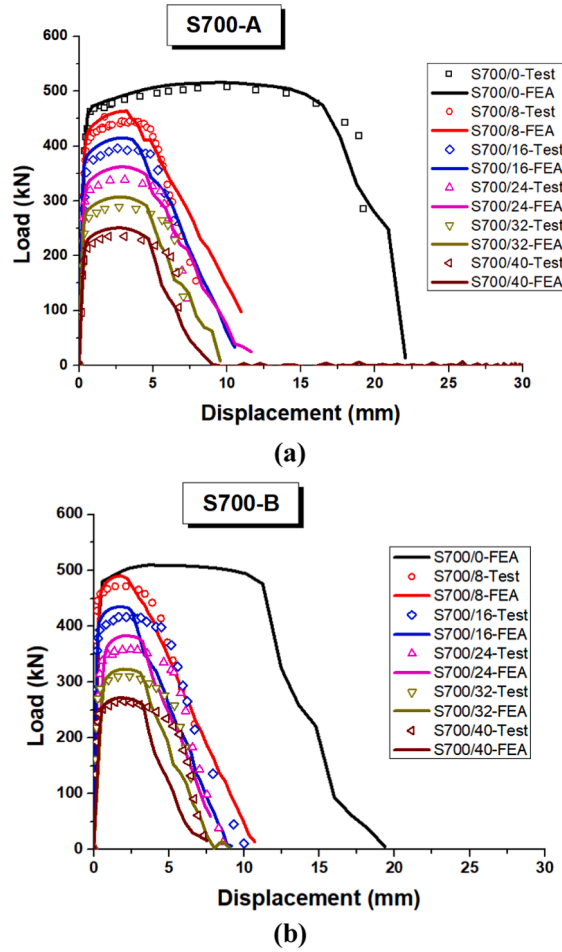 S700-A
600
500
400
300
200
100
0
Load (kN)
0
5
10
15
20
25
30
Displacement (mm)
S700/0-Test
S700/0-FEA
S700/8-Test
S700/8-FEA
S700/16-Test
S700/16-FEA
S700/24-Test
S700/24-FEA
S700/32-Test
S700/32-FEA
S700/40-Test
S700/40-FEA
(a)
S700-B
600
500
400
300
200
100
0
Load (kN)
0
5
10
15
20
25
30
Displacement (mm)
S700/0-FEA
S700/8-Test
S700/8-FEA
S700/16-Test
S700/16-FEA
S700/24-Test
S700/24-FEA
S700/32-Test
S700/32-FEA
S700/40-Test
S700/40-FEA
(b)